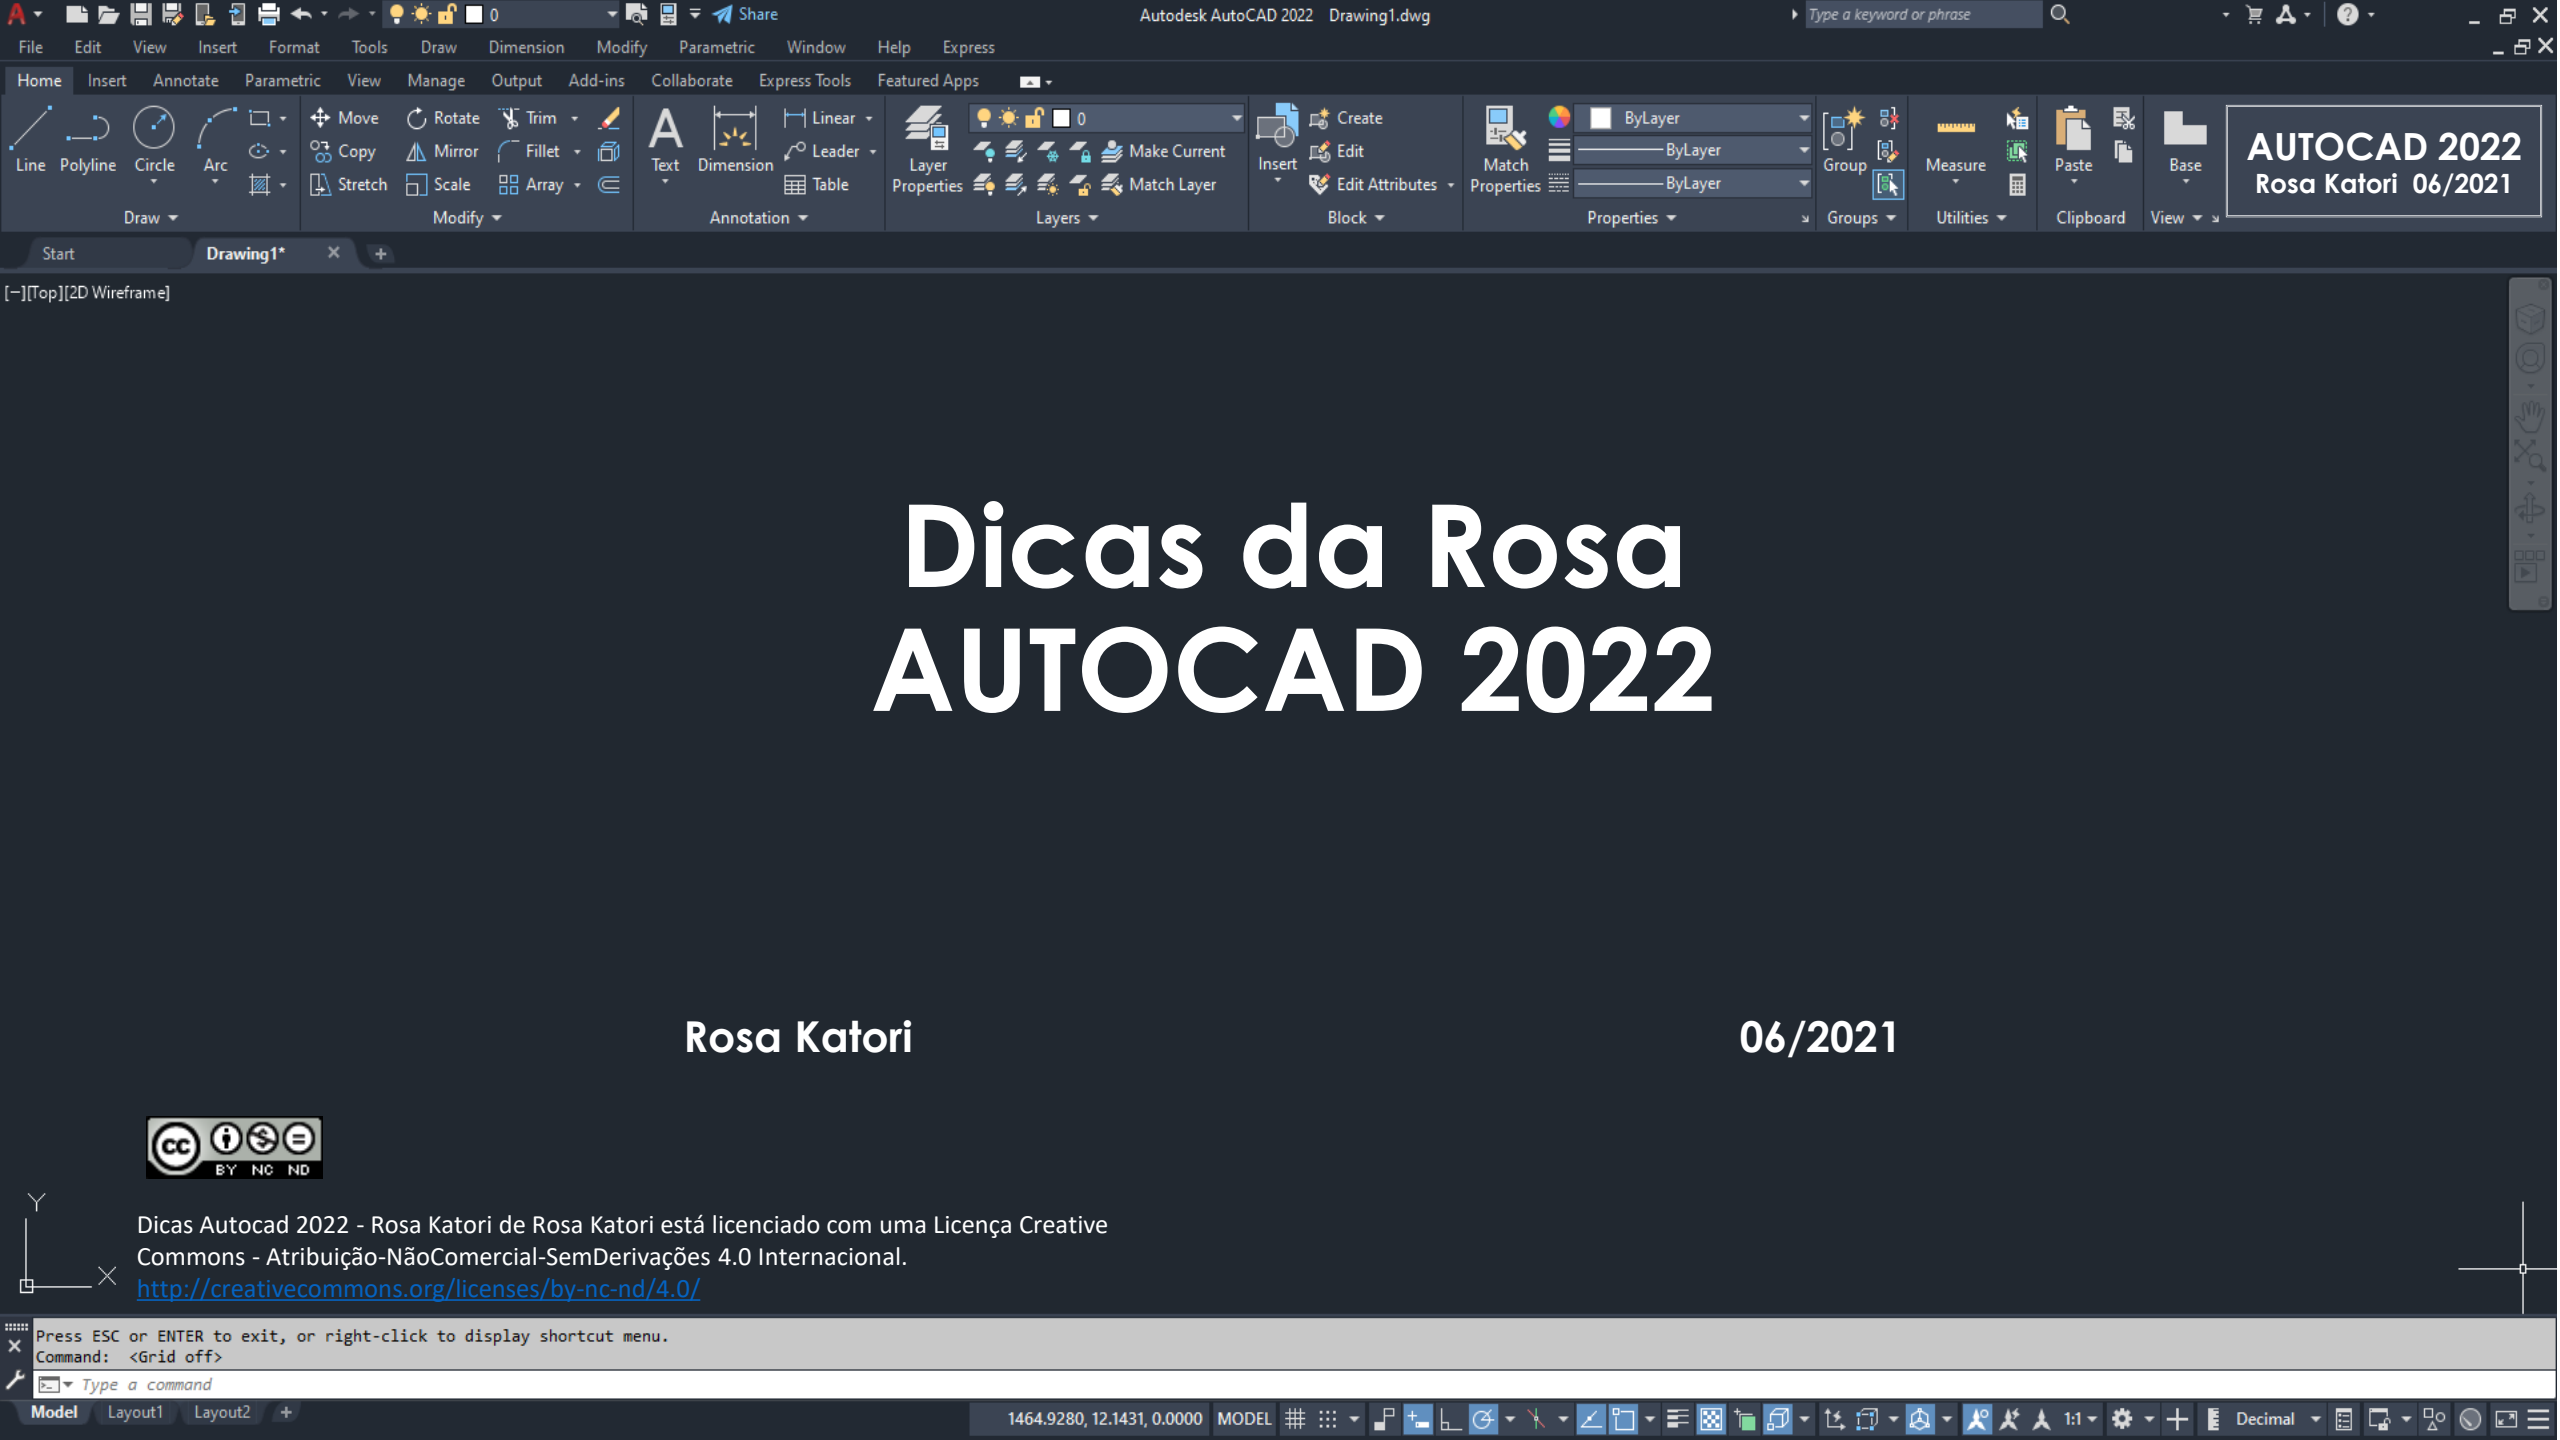 0 Share Autodesk AutoCAD 2022 Drawing1.dwg Type a keyword or phrase
File Edit View Insert Format Tools Draw Dimension Modify Parametric Window Help Express
Home Insert Annotate Parametric View Manage Output Add-ins Collaborate Express Tools Featured Apps
Move Rotate Trim Linear 0 Create ByLayer
Line Polyline Circle Arc Copy Mirror Fillet Text Dimension Leader Layer Properties Make Current Insert Edit Match Properties ByLayer Group Measure Paste Base
Stretch Scale Array Table Match Layer Edit Attributes ByLayer
Draw Modify Annotation Layers Block Properties Groups Utilities Clipboard View
AUTOCAD 2022
Rosa Katori 06/2021
Start Drawing1*
[−][Top][2D Wireframe]
Dicas da Rosa
AUTOCAD 2022
Rosa Katori 06/2021
cc
BY NC ND
Y
X
Dicas Autocad 2022 - Rosa Katori de Rosa Katori está licenciado com uma Licença Creative
Commons - Atribuição-NãoComercial-SemDerivações 4.0 Internacional.
http://creativecommons.org/licenses/by-nc-nd/4.0/
Press ESC or ENTER to exit, or right-click to display shortcut menu.
Command: <Grid off>
Type a command
Model Layout1 Layout2 1464.9280, 12.1431, 0.0000 MODEL 1:1 Decimal